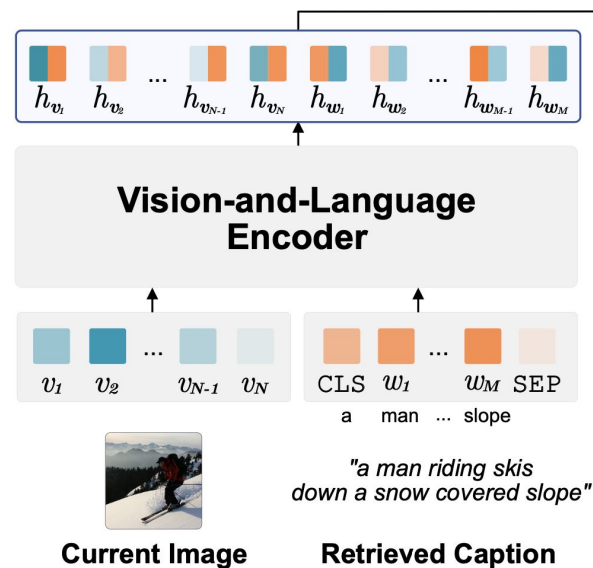 ... ...
h_v1 h_v2 h_vN-1 h_vN h_w1 h_w2 h_wM-1 h_wM
Vision-and-Language
Encoder
... ...
v1 v2 vN-1 vN CLS w1 wM SEP
a man ... slope
"a man riding skis
down a snow covered slope"
Current Image Retrieved Caption